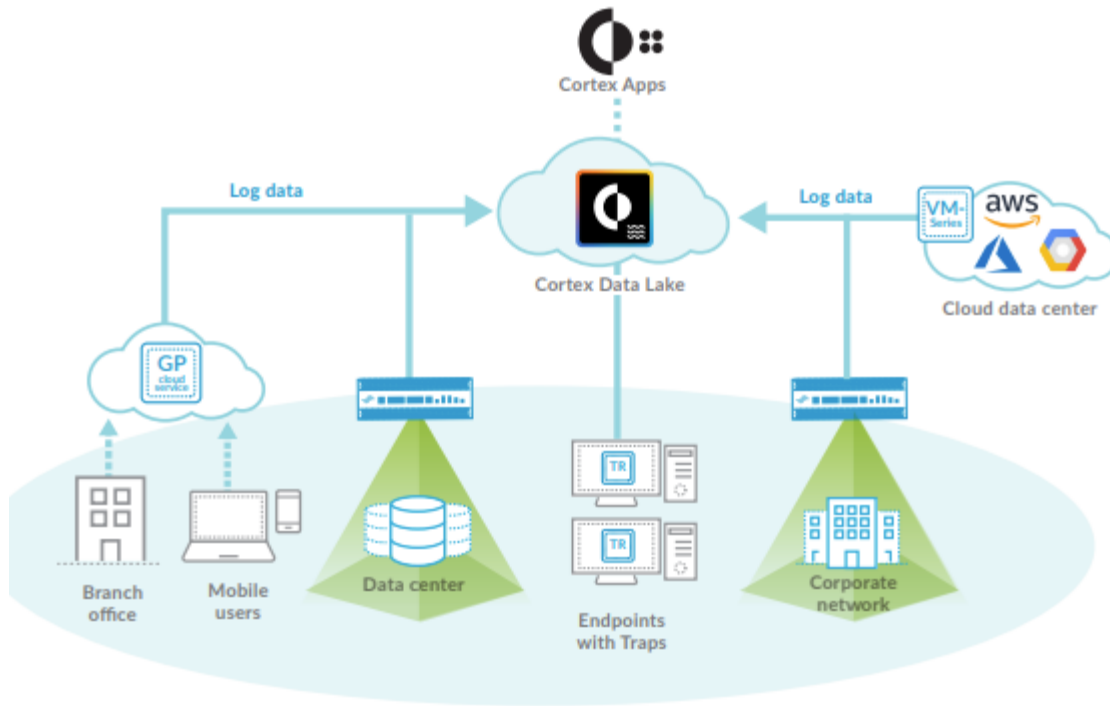 Cortex Apps
Log data
Log data
VM-
Series
aws
Cortex Data Lake
Cloud data center
GP
cloud
service
TR
TR
Data center
Corporate
network
Branch
office
Mobile
users
Endpoints
with Traps